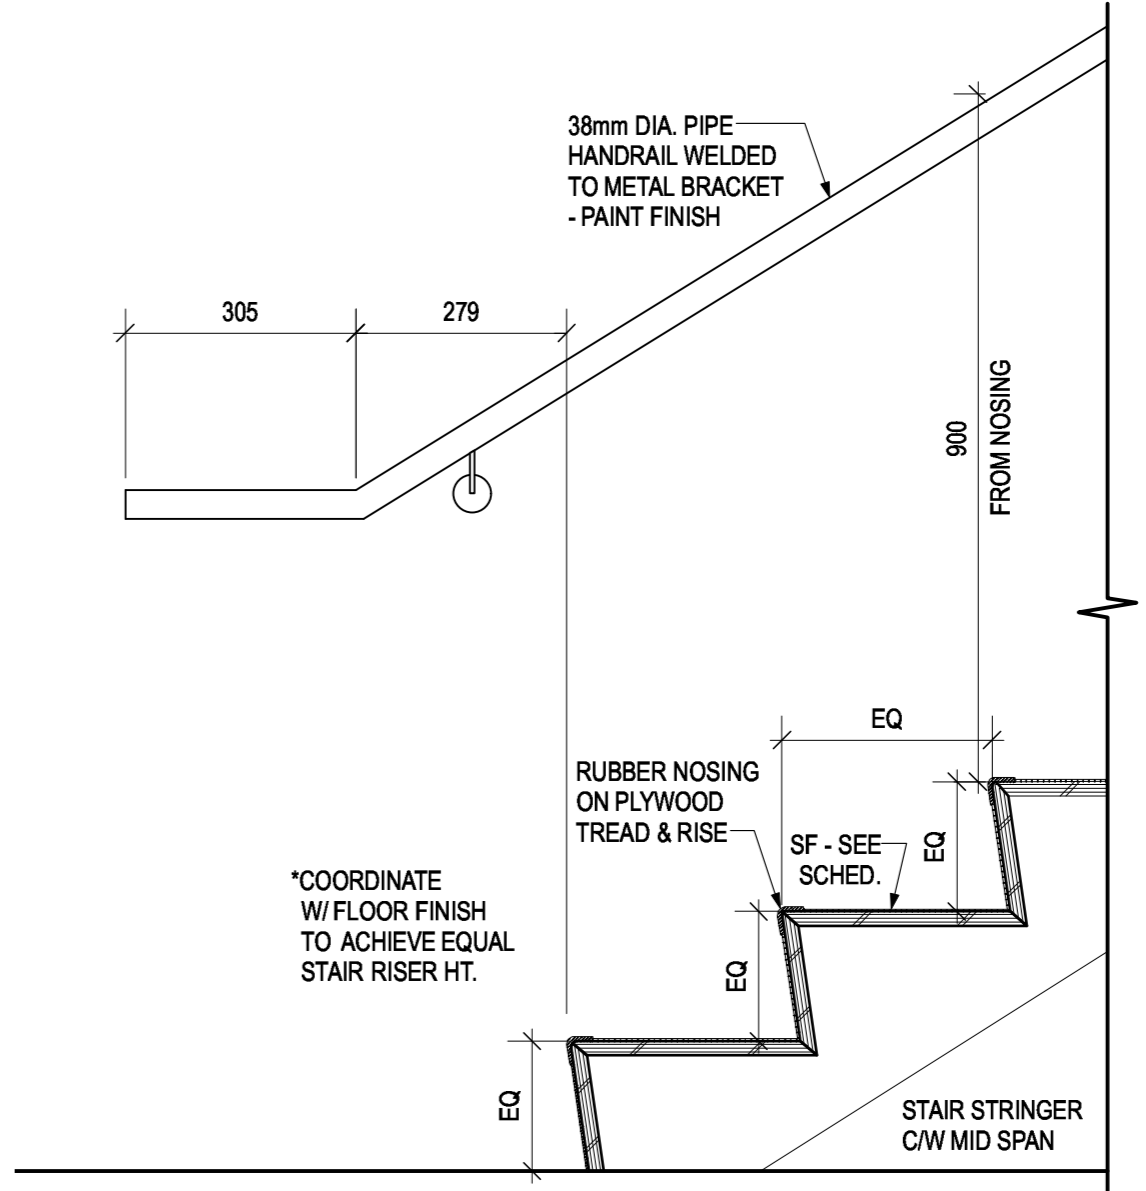 38mm DIA. PIPE
HANDRAIL WELDED
TO METAL BRACKET
- PAINT FINISH
305
279
900
FROM NOSING
EQ
RUBBER NOSING
ON PLYWOOD
TREAD & RISE
SF - SEE
SCHED.
EQ
*COORDINATE
W/ FLOOR FINISH
TO ACHIEVE EQUAL
STAIR RISER HT.
EQ
EQ
STAIR STRINGER
C/W MID SPAN